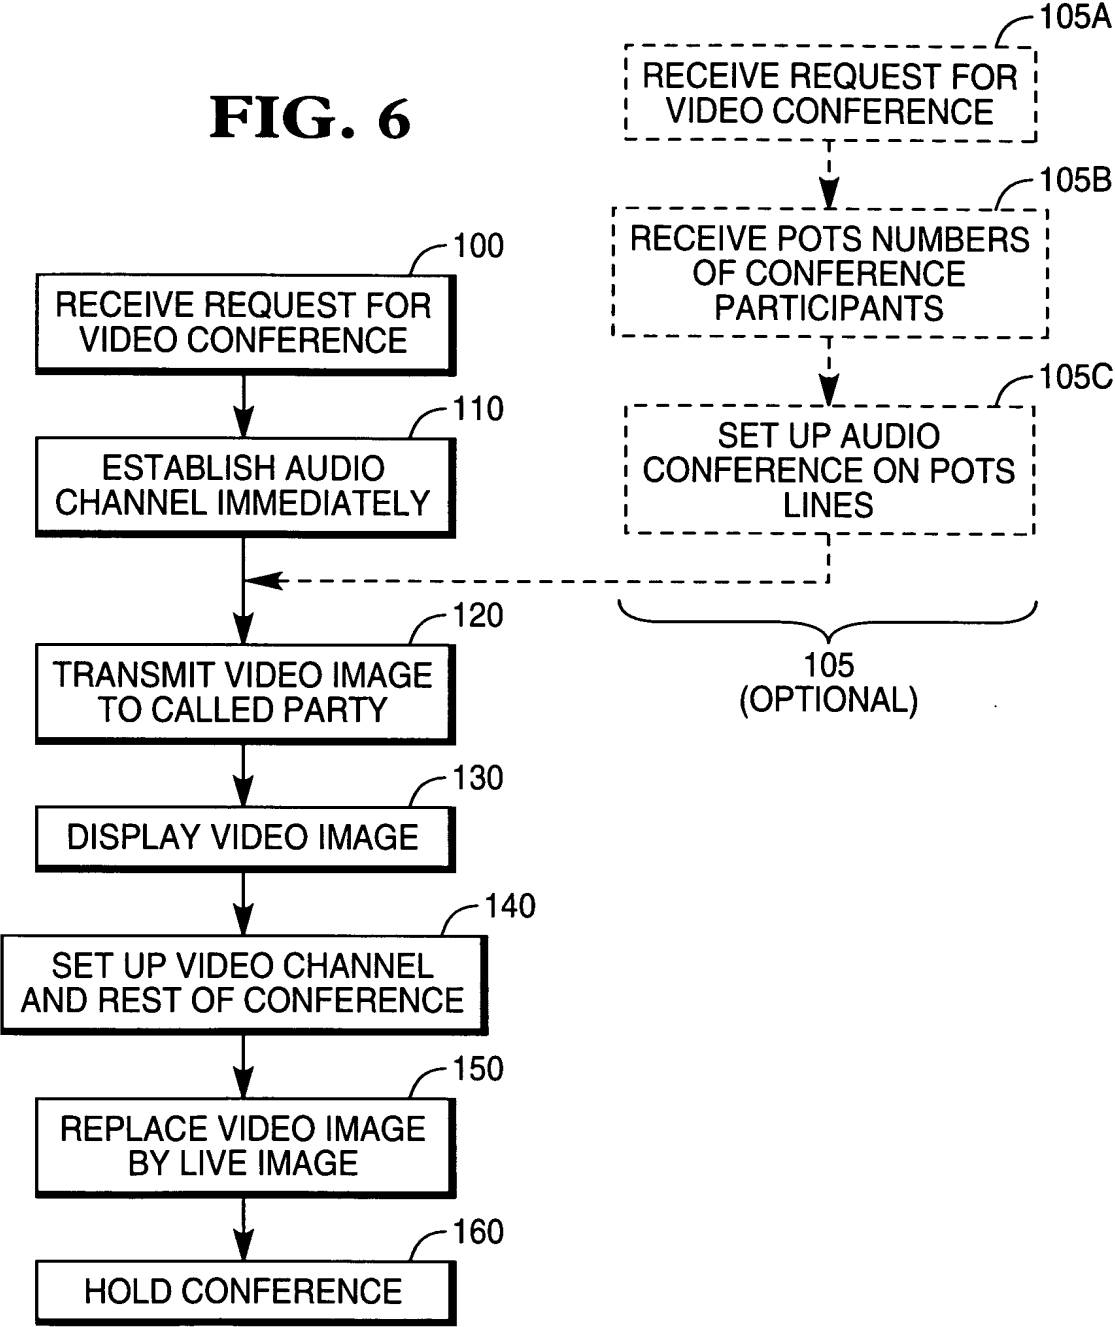 FIG. 6
100
RECEIVE REQUEST FOR
VIDEO CONFERENCE
110
ESTABLISH AUDIO
CHANNEL IMMEDIATELY
120
TRANSMIT VIDEO IMAGE
TO CALLED PARTY
130
DISPLAY VIDEO IMAGE
140
SET UP VIDEO CHANNEL
AND REST OF CONFERENCE
150
REPLACE VIDEO IMAGE
BY LIVE IMAGE
160
HOLD CONFERENCE
105A
RECEIVE REQUEST FOR
VIDEO CONFERENCE
105B
RECEIVE POTS NUMBERS
OF CONFERENCE
PARTICIPANTS
105C
SET UP AUDIO
CONFERENCE ON POTS
LINES
105
(OPTIONAL)